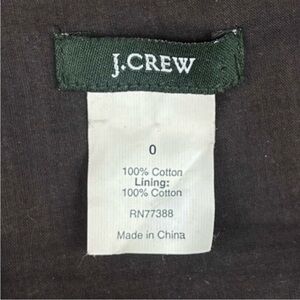 J.CREW
0
100% Cotton
Lining:
100% Cotton
RN77388
Made in China